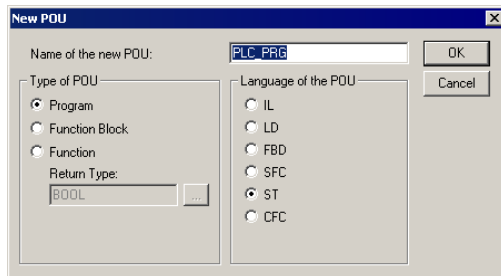 New POU
Name of the new POU:
PLC_PRG
OK
Cancel
Type of POU
Program
Function Block
Function
Return Type:
BOOL
...
Language of the POU
IL
LD
FBD
SFC
ST
CFC